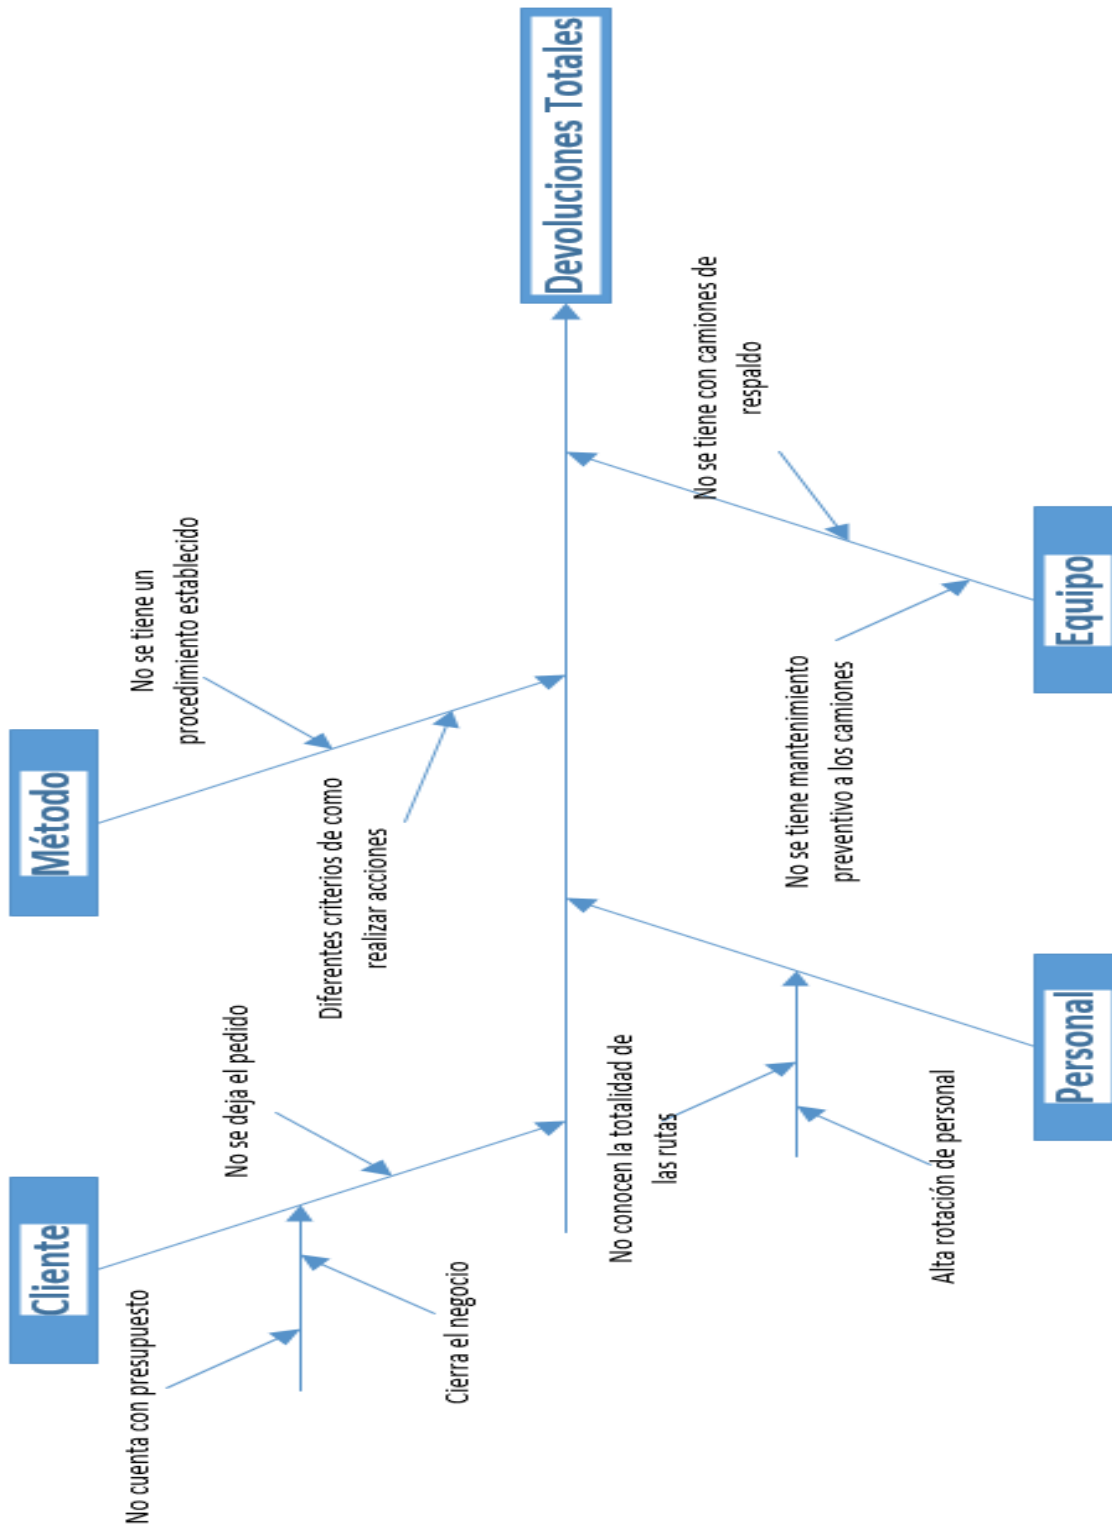 Cliente
Método
No cuenta con presupuesto
No se deja el pedido
Cierra el negocio
No se tiene un
procedimiento establecido
Diferentes criterios de como
realizar acciones
Devoluciones Totales
No conocen la totalidad de
las rutas
Alta rotación de personal
No se tiene con camiones de
respaldo
No se tiene mantenimiento
preventivo a los camiones
Personal
Equipo